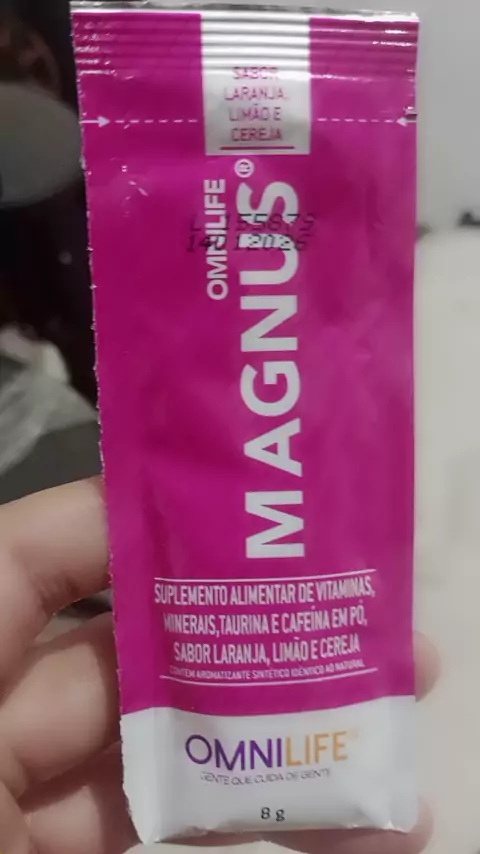 SABOR
LARANJA,
LIMÃO E
CEREJA
OMNILIFE
MAGNUS®
14012026
SUPLEMENTO ALIMENTAR DE VITAMINAS,
MINERAIS, TAURINA E CAFEÍNA EM PÓ,
SABOR LARANJA, LIMÃO E CEREJA
CONTÉM AROMATIZANTE SINTÉTICO IDÊNTICO AO NATURAL
OMNILIFE
GENTE QUE CUIDA DE GENTE
8 g